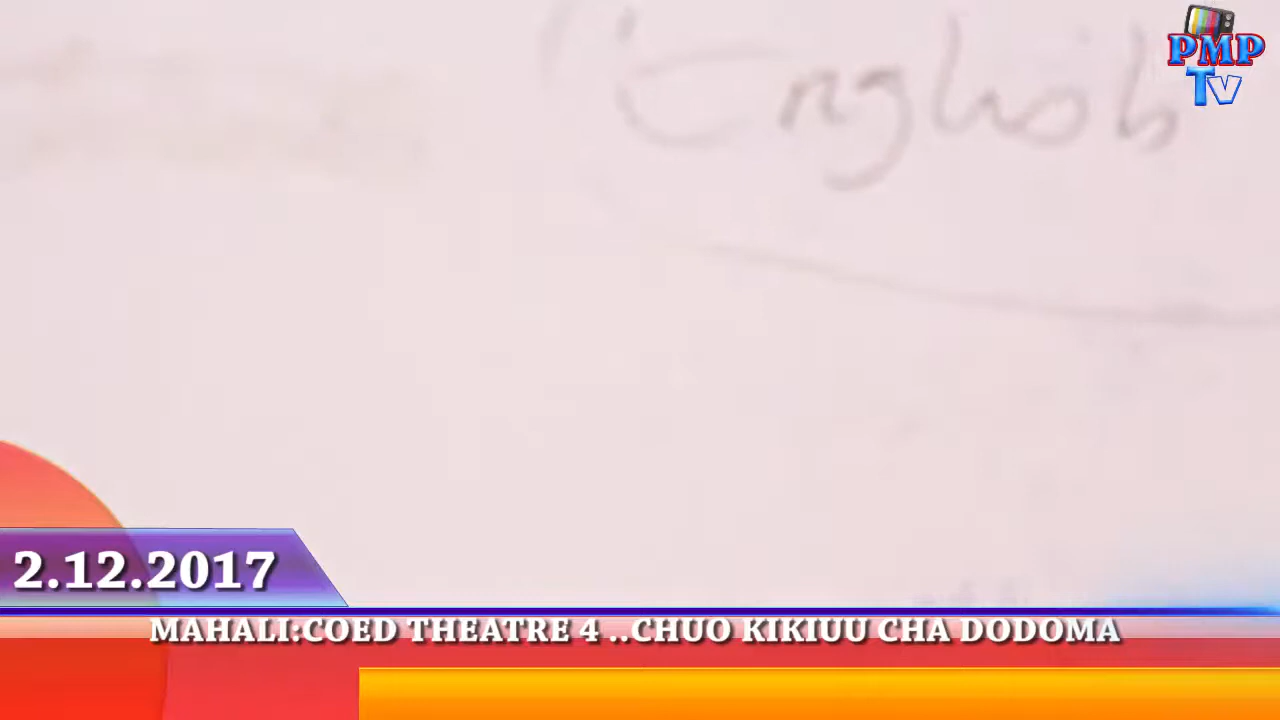 English
PMP
TV
2.12.2017
MAHALI:COED THEATRE 4 ..CHUO KIKIUU CHA DODOMA